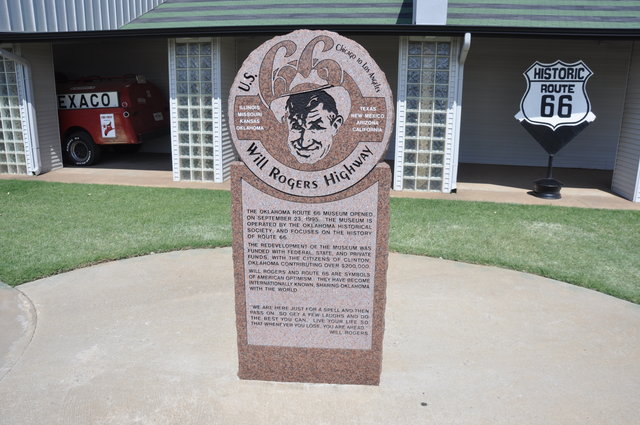 U.S. 66
Chicago to Los Angeles
ILLINOIS
MISSOURI
KANSAS
OKLAHOMA
TEXAS
NEW MEXICO
ARIZONA
CALIFORNIA
Will Rogers Highway
THE OKLAHOMA ROUTE 66 MUSEUM OPENED
ON SEPTEMBER 23, 1995. THE MUSEUM IS
OPERATED BY THE OKLAHOMA HISTORICAL
SOCIETY, AND FOCUSES ON THE HISTORY
OF ROUTE 66.
THE REDEVELOPMENT OF THE MUSEUM WAS
FUNDED WITH FEDERAL, STATE, AND PRIVATE
FUNDS, WITH THE CITIZENS OF CLINTON,
OKLAHOMA CONTRIBUTING OVER $200,000.
WILL ROGERS AND ROUTE 66 ARE SYMBOLS
OF AMERICAN OPTIMISM. THEY HAVE BECOME
INTERNATIONALLY KNOWN, SHARING OKLAHOMA
WITH THE WORLD.
"WE ARE HERE JUST FOR A SPELL AND THEN
PASS ON. SO GET A FEW LAUGHS AND DO
THE BEST YOU CAN. LIVE YOUR LIFE SO
THAT WHENEVER YOU LOSE, YOU ARE AHEAD."
WILL ROGERS
TEXACO
HISTORIC
ROUTE
66